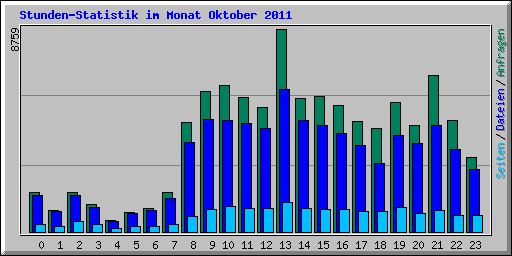 Stunden-Statistik im Monat Oktober 2011
8759
Seiten / Dateien / Anfragen
0 1 2 3 4 5 6 7 8 9 10 11 12 13 14 15 16 17 18 19 20 21 22 23